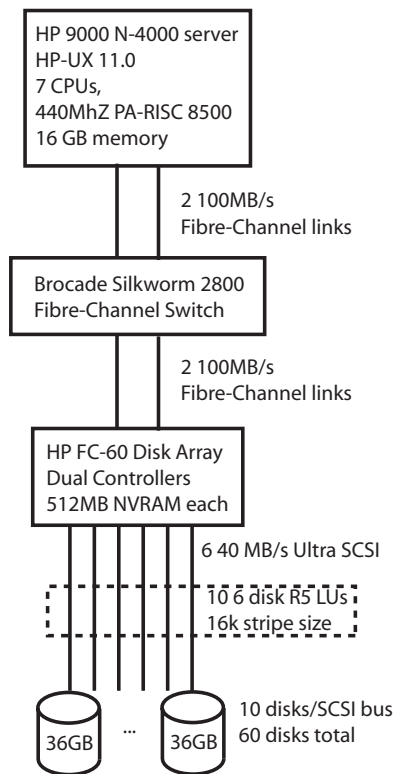 HP 9000 N-4000 server
HP-UX 11.0
7 CPUs,
440MhZ PA-RISC 8500
16 GB memory
2 100MB/s
Fibre-Channel links
Brocade Silkworm 2800
Fibre-Channel Switch
2 100MB/s
Fibre-Channel links
HP FC-60 Disk Array
Dual Controllers
512MB NVRAM each
6 40 MB/s Ultra SCSI
10 6 disk R5 LUs
16k stripe size
36GB
...
36GB
10 disks/SCSI bus
60 disks total